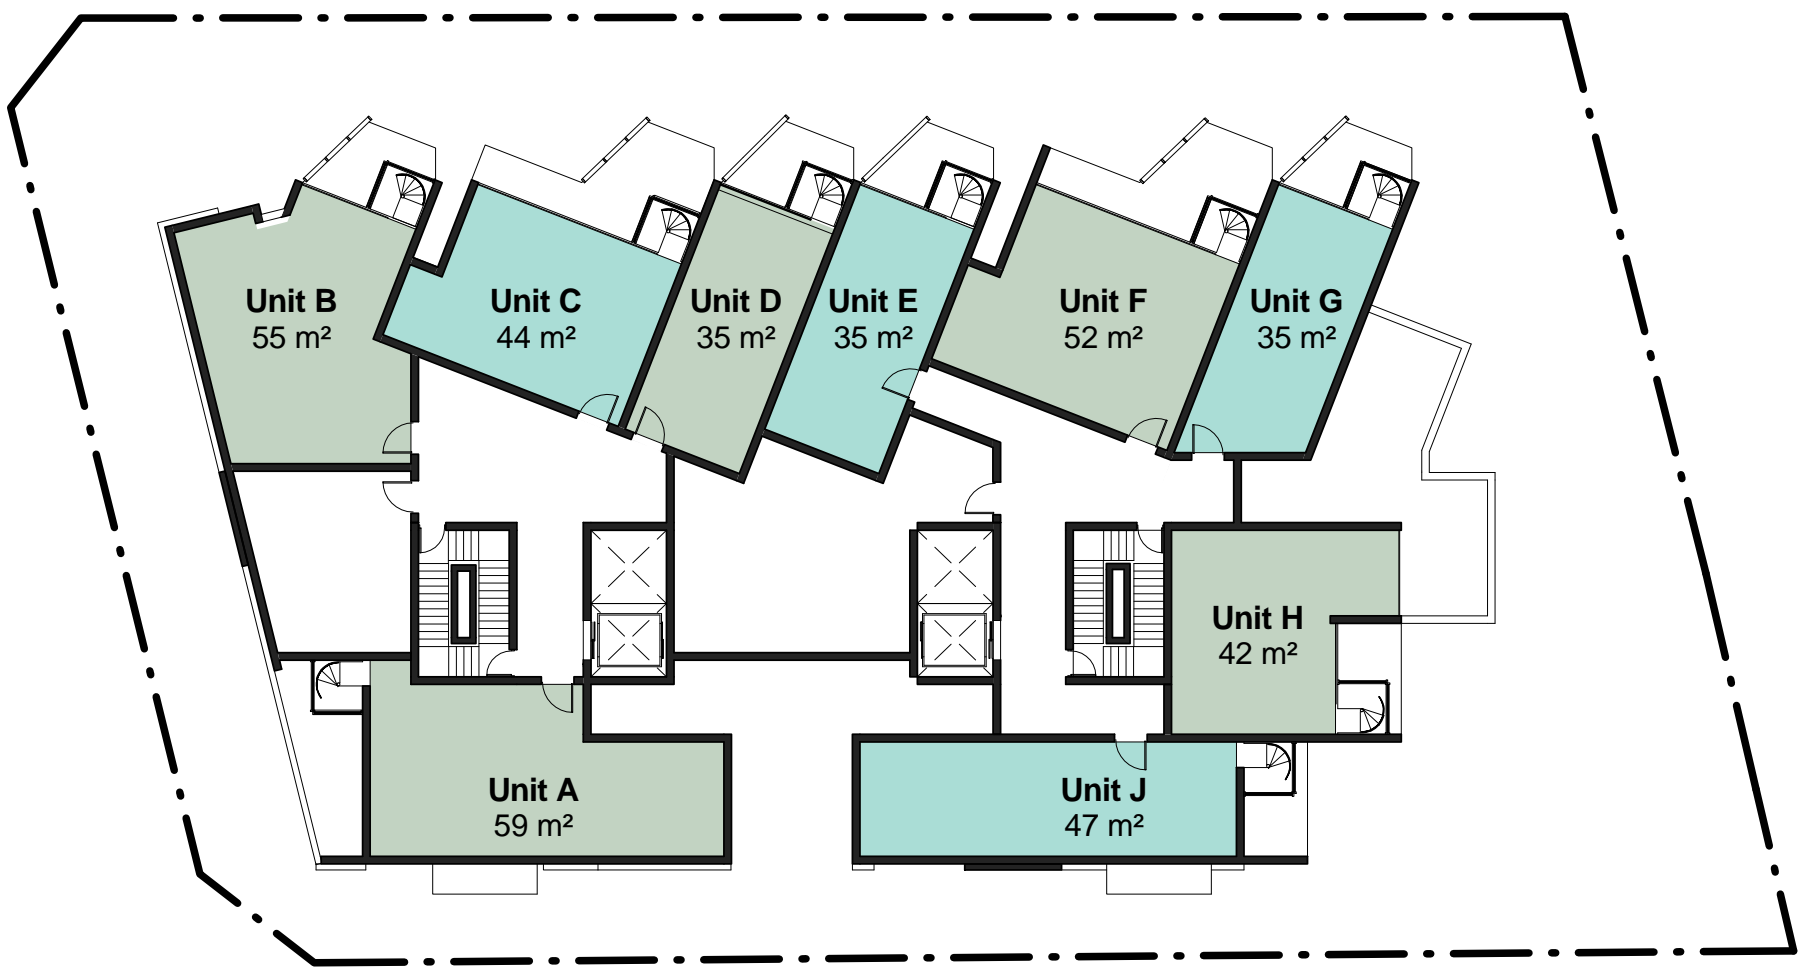 Unit B
55 m²
Unit C
44 m²
Unit D
35 m²
Unit E
35 m²
Unit F
52 m²
Unit G
35 m²
Unit H
42 m²
Unit A
59 m²
Unit J
47 m²